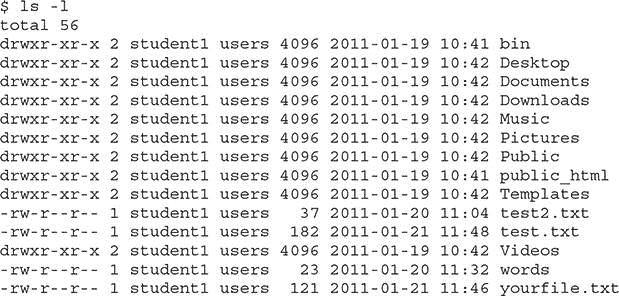 $ ls -l
total 56
drwxr-xr-x 2 student1 users 4096 2011-01-19 10:41 bin
drwxr-xr-x 2 student1 users 4096 2011-01-19 10:42 Desktop
drwxr-xr-x 2 student1 users 4096 2011-01-19 10:42 Documents
drwxr-xr-x 2 student1 users 4096 2011-01-19 10:42 Downloads
drwxr-xr-x 2 student1 users 4096 2011-01-19 10:42 Music
drwxr-xr-x 2 student1 users 4096 2011-01-19 10:42 Pictures
drwxr-xr-x 2 student1 users 4096 2011-01-19 10:42 Public
drwxr-xr-x 2 student1 users 4096 2011-01-19 10:41 public_html
drwxr-xr-x 2 student1 users 4096 2011-01-19 10:42 Templates
-rw-r--r-- 1 student1 users   37 2011-01-20 11:04 test2.txt
-rw-r--r-- 1 student1 users  182 2011-01-21 11:48 test.txt
drwxr-xr-x 2 student1 users 4096 2011-01-19 10:42 Videos
-rw-r--r-- 1 student1 users   23 2011-01-20 11:32 words
-rw-r--r-- 1 student1 users  121 2011-01-21 11:46 yourfile.txt